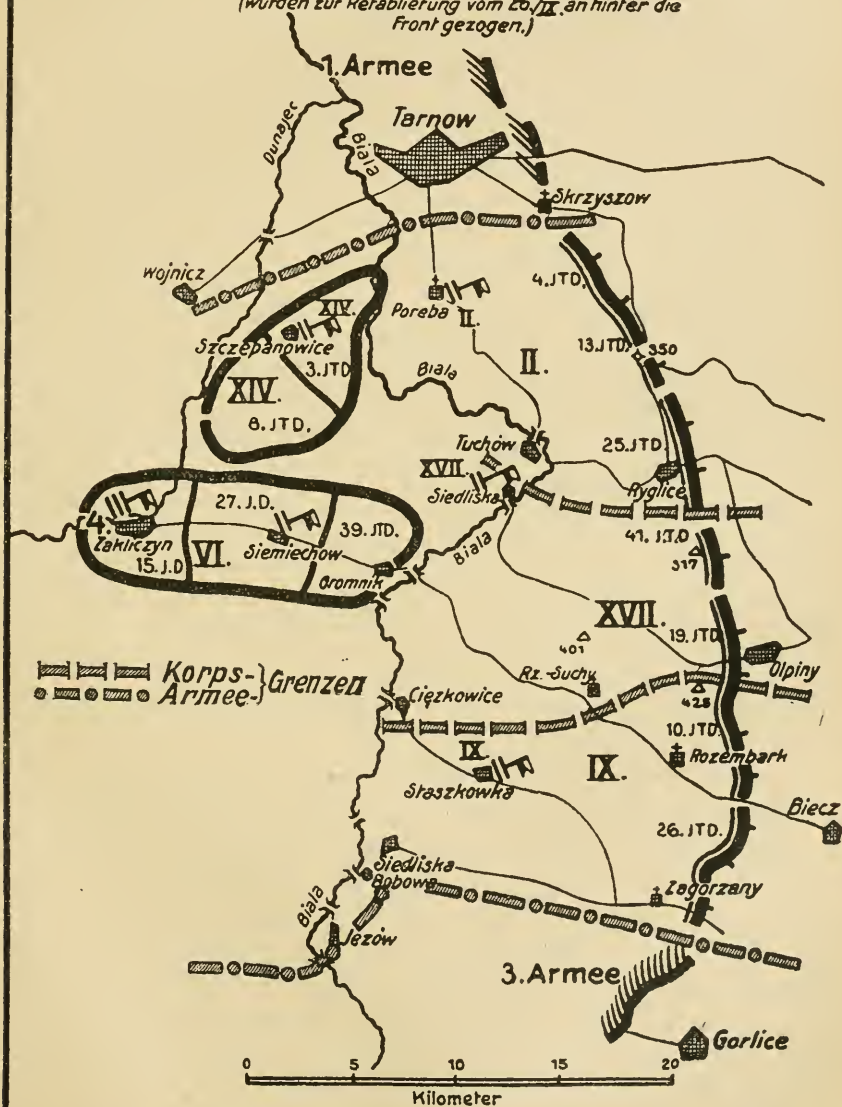 (wurden zur Retablierung vom 26./IX. an hinter die
Front gezogen.)
1. Armee
Dunajec
Biala
Tarnow
Skrzyszow
Wojnicz
4. JTD.
XIV.
Poreba
II.
Szczepanowice
3. JTD.
13. JTD.
350
XIV.
II.
8. JTD.
Biala
Tuchów
25. JTD.
XVII.
Siedliska
Ryglice
4.
27. J.D.
39. JTD.
41. J.T.D
Zakliczyn
Siemiechów
Biala
317
15. J.D
VI.
Gromnik
XVII.
19. JTD
401
Olpiny
Korps-
Armee-
Grenzen
Rz.-Suchy
Ciężkowice
428
10. JTD.
IX.
IX.
Rozembark
Staszkowka
Biecz
26. JTD.
Siedliska
Bobowa
Zagorzany
Biala
Jezów
3. Armee
Gorlice
0 5 10 15 20
Kilometer